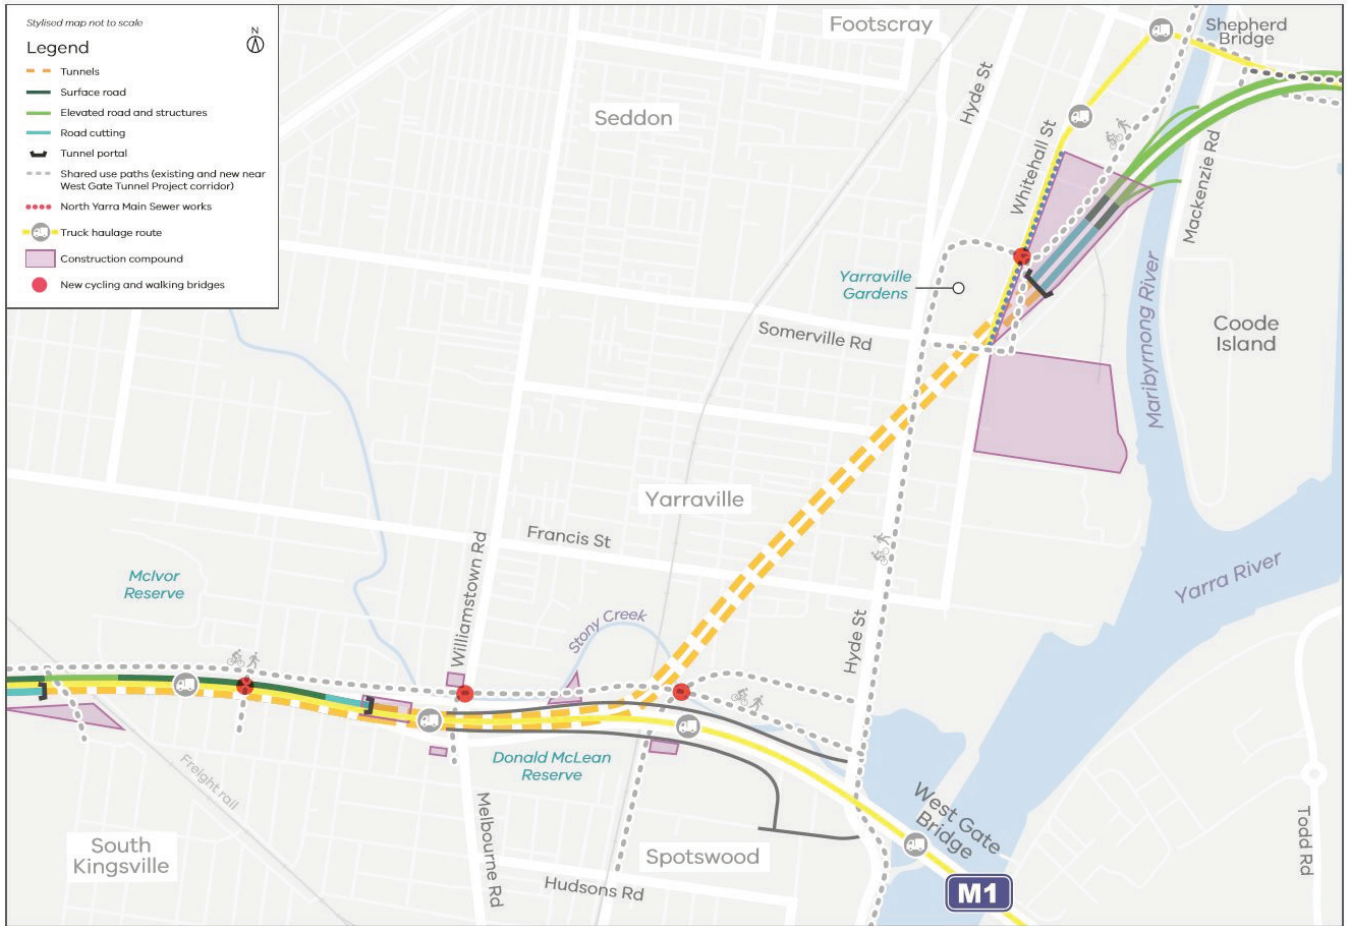 Stylised map not to scale
N
Legend
Tunnels
Surface road
Elevated road and structures
Road cutting
Tunnel portal
Shared use paths (existing and new near
West Gate Tunnel Project corridor)
North Yarra Main Sewer works
Truck haulage route
Construction compound
New cycling and walking bridges
Footscray
Shepherd
Bridge
Hyde St
Seddon
Whitehall St
Mackenzie Rd
Yarraville
Gardens
Somerville Rd
Maribyrnong River
Coode
Island
Yarraville
Francis St
Williamstown Rd
McIvor
Reserve
Stony Creek
Hyde St
Yarra River
Freight rail
Donald McLean
Reserve
West Gate
Bridge
Melbourne Rd
South
Kingsville
Spotswood
Hudsons Rd
Todd Rd
M1